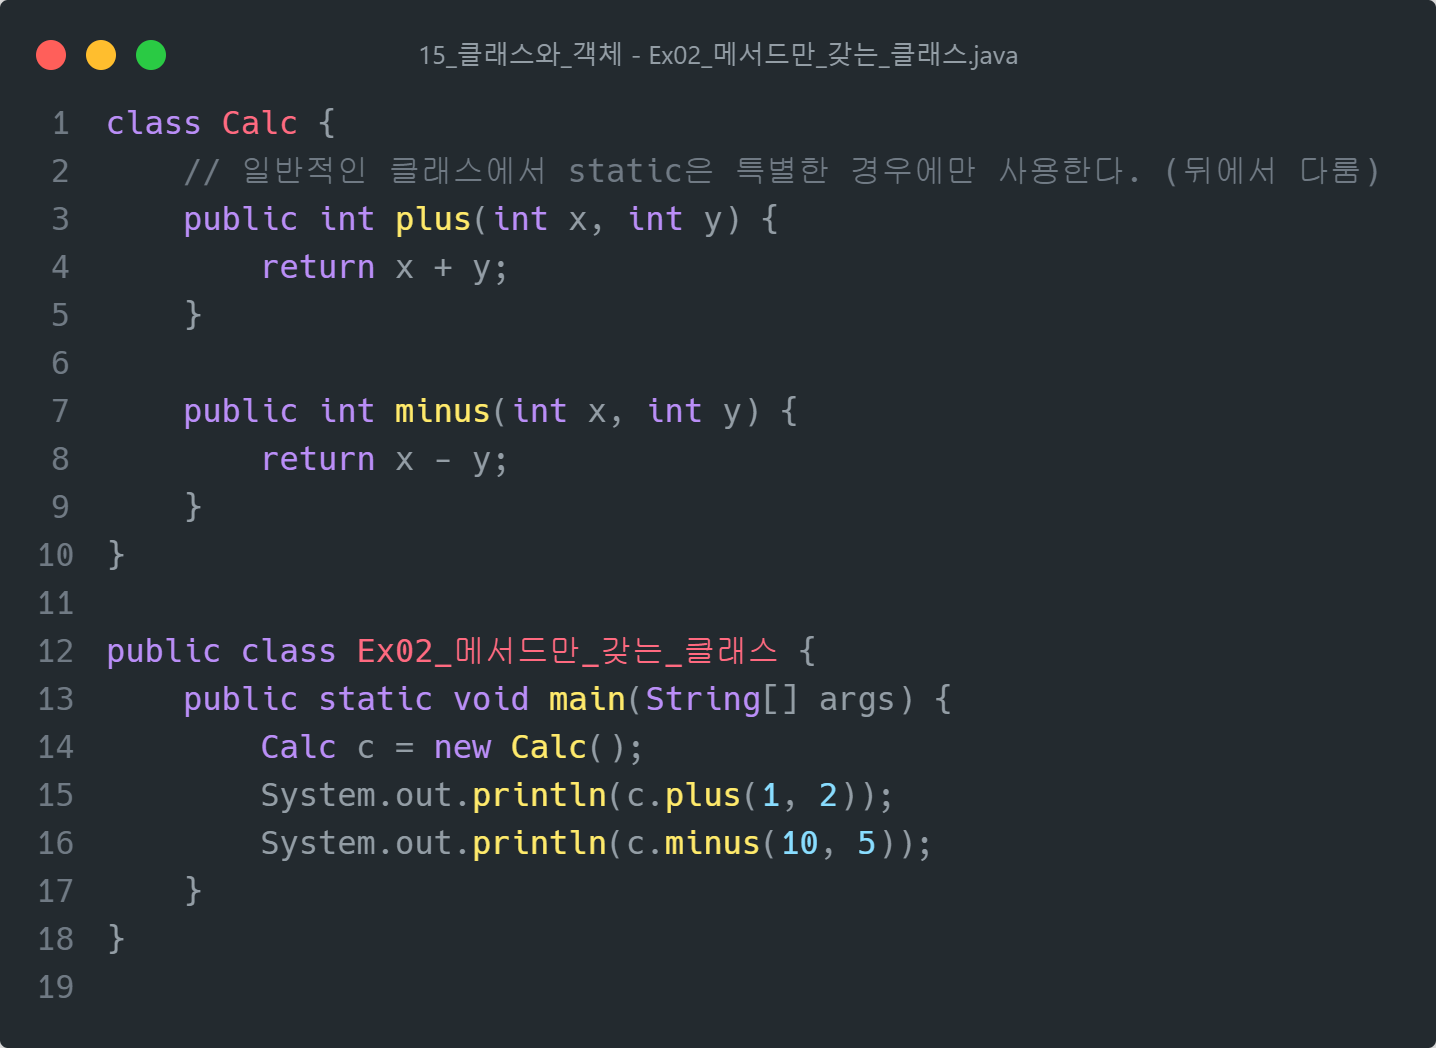 15_클래스와_객체 - Ex02_메서드만_갖는_클래스.java
1 class Calc {
2     // 일반적인 클래스에서 static은 특별한 경우에만 사용한다. (뒤에서 다룸)
3     public int plus(int x, int y) {
4         return x + y;
5     }
6
7     public int minus(int x, int y) {
8         return x - y;
9     }
10 }
11
12 public class Ex02_메서드만_갖는_클래스 {
13     public static void main(String[] args) {
14         Calc c = new Calc();
15         System.out.println(c.plus(1, 2));
16         System.out.println(c.minus(10, 5));
17     }
18 }
19